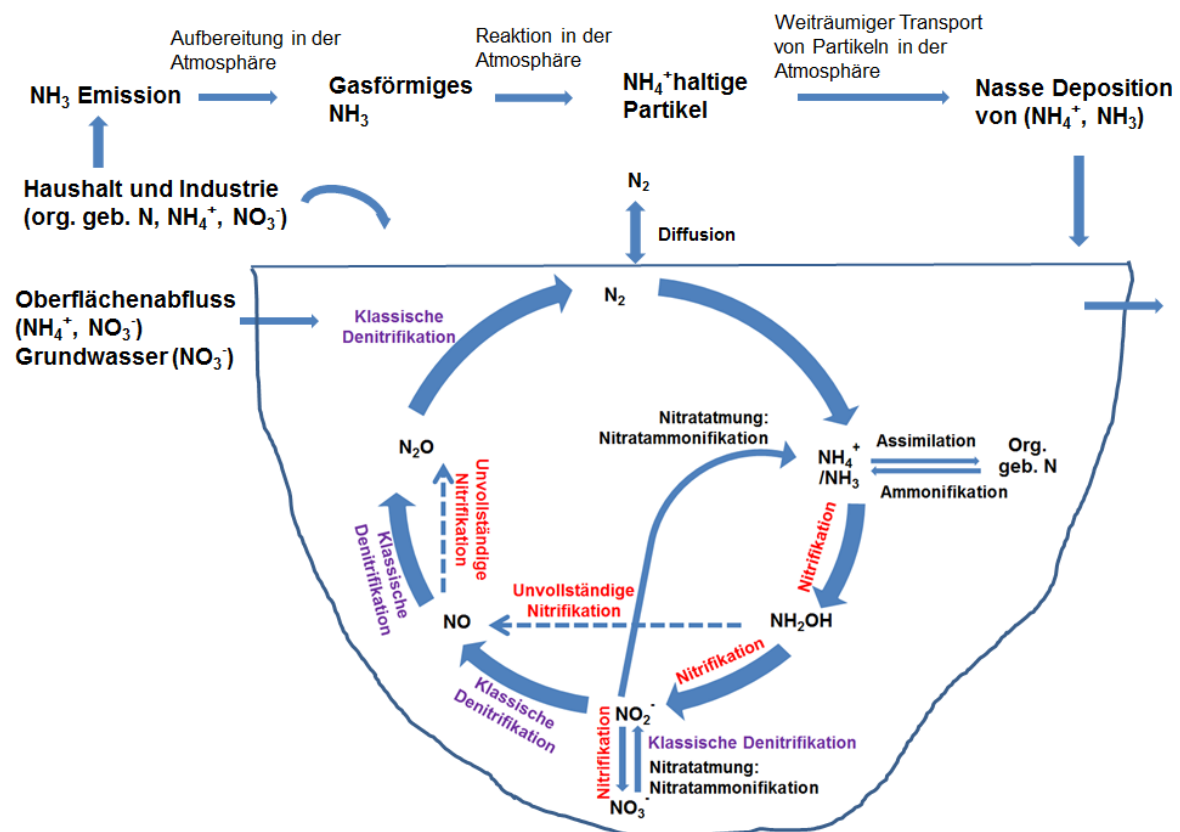 Aufbereitung in der
Atmosphäre
Reaktion in der
Atmosphäre
Weiträumiger Transport
von Partikeln in der
Atmosphäre
NH₃ Emission
Gasförmiges
NH₃
NH₄⁺haltige
Partikel
Nasse Deposition
von (NH₄⁺, NH₃)
Haushalt und Industrie
(org. geb. N, NH₄⁺, NO₃⁻)
N₂
Diffusion
Oberflächenabfluss
(NH₄⁺, NO₃⁻)
Grundwasser (NO₃⁻)
N₂
Klassische
Denitrifikation
Nitratatmung:
Nitratammonifikation
N₂O
NH₄⁺
/NH₃
Assimilation
Ammonifikation
Org.
geb. N
Unvollständige
Nitrifikation
Klassische
Denitrifikation
Nitrifikation
Unvollständige
Nitrifikation
NO
NH₂OH
Nitrifikation
Klassische
Denitrifikation
NO₂⁻
Nitrifikation
Klassische Denitrifikation
Nitratatmung:
Nitratammonifikation
NO₃⁻